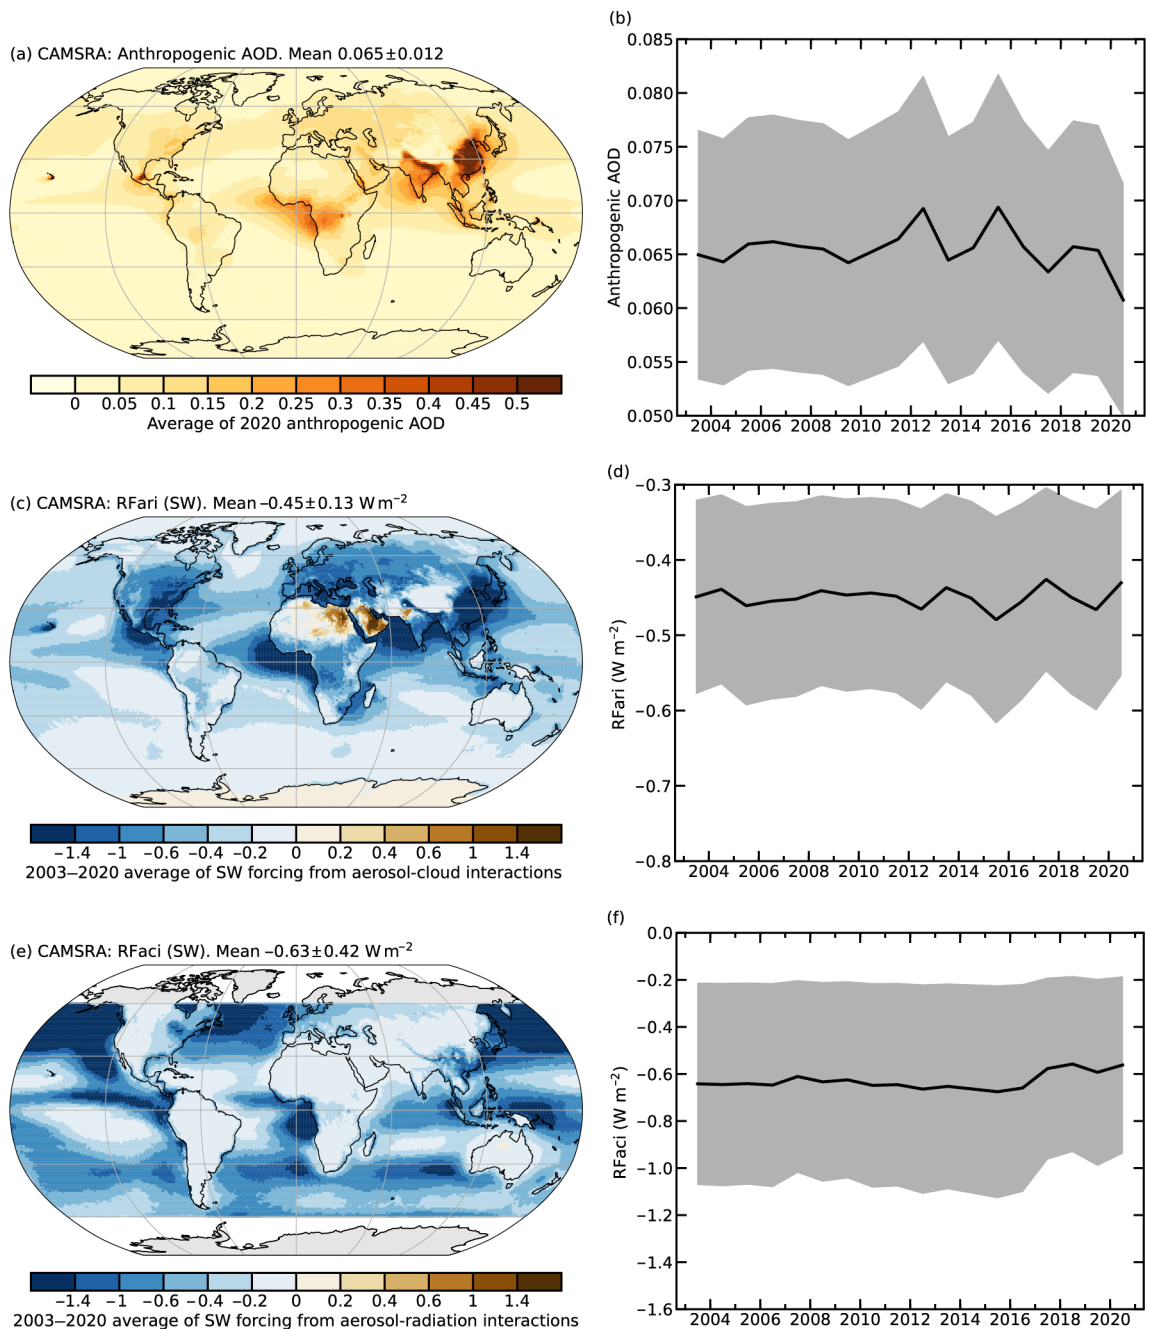 (a) CAMSRA: Anthropogenic AOD. Mean 0.065±0.012
0 0.05 0.1 0.15 0.2 0.25 0.3 0.35 0.4 0.45 0.5
Average of 2020 anthropogenic AOD
(b)
0.085
0.080
0.075
0.070
0.065
0.060
0.055
0.050
Anthropogenic AOD
2004 2006 2008 2010 2012 2014 2016 2018 2020
(c) CAMSRA: RFari (SW). Mean –0.45±0.13 W m⁻²
−1.4 −1 −0.6 −0.4 −0.2 0 0.2 0.4 0.6 1 1.4
2003–2020 average of SW forcing from aerosol-cloud interactions
(d)
−0.3
−0.4
−0.5
−0.6
−0.7
−0.8
RFari (W m⁻²)
2004 2006 2008 2010 2012 2014 2016 2018 2020
(e) CAMSRA: RFaci (SW). Mean –0.63±0.42 W m⁻²
−1.4 −1 −0.6 −0.4 −0.2 0 0.2 0.4 0.6 1 1.4
2003–2020 average of SW forcing from aerosol-radiation interactions
(f)
0.0
−0.2
−0.4
−0.6
−0.8
−1.0
−1.2
−1.4
−1.6
RFaci (W m⁻²)
2004 2006 2008 2010 2012 2014 2016 2018 2020